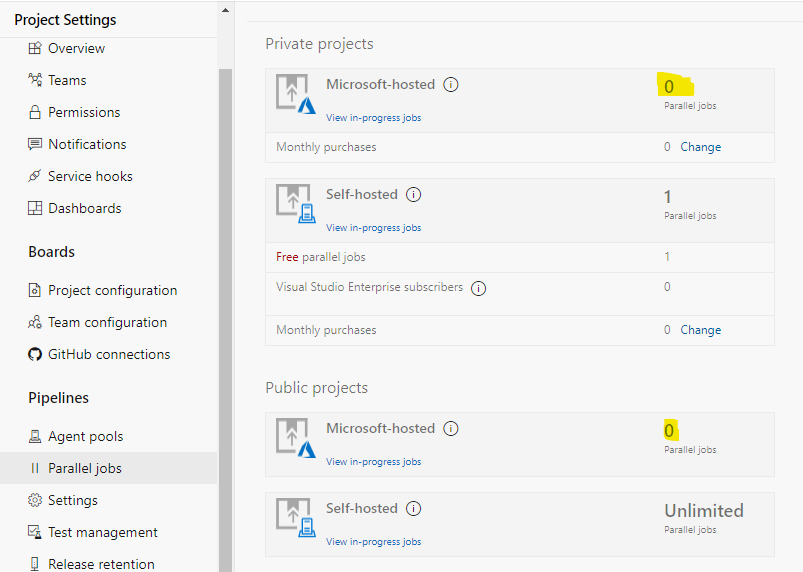 Project Settings
Overview
Teams
Permissions
Notifications
Service hooks
Dashboards
Boards
Project configuration
Team configuration
GitHub connections
Pipelines
Agent pools
Parallel jobs
Settings
Test management
Release retention
Private projects
Microsoft-hosted
0
Parallel jobs
View in-progress jobs
Monthly purchases 0 Change
Self-hosted
1
Parallel jobs
View in-progress jobs
Free parallel jobs 1
Visual Studio Enterprise subscribers 0
Monthly purchases 0 Change
Public projects
Microsoft-hosted
0
Parallel jobs
View in-progress jobs
Self-hosted
Unlimited
Parallel jobs
View in-progress jobs